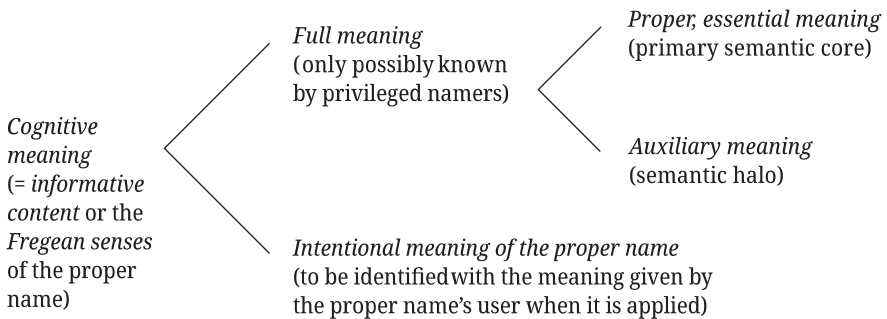 Cognitive
meaning
(= informative
content or the
Fregean senses
of the proper
name)
Full meaning
(only possibly known
by privileged namers)
Proper, essential meaning
(primary semantic core)
Auxiliary meaning
(semantic halo)
Intentional meaning of the proper name
(to be identified with the meaning given by
the proper name's user when it is applied)